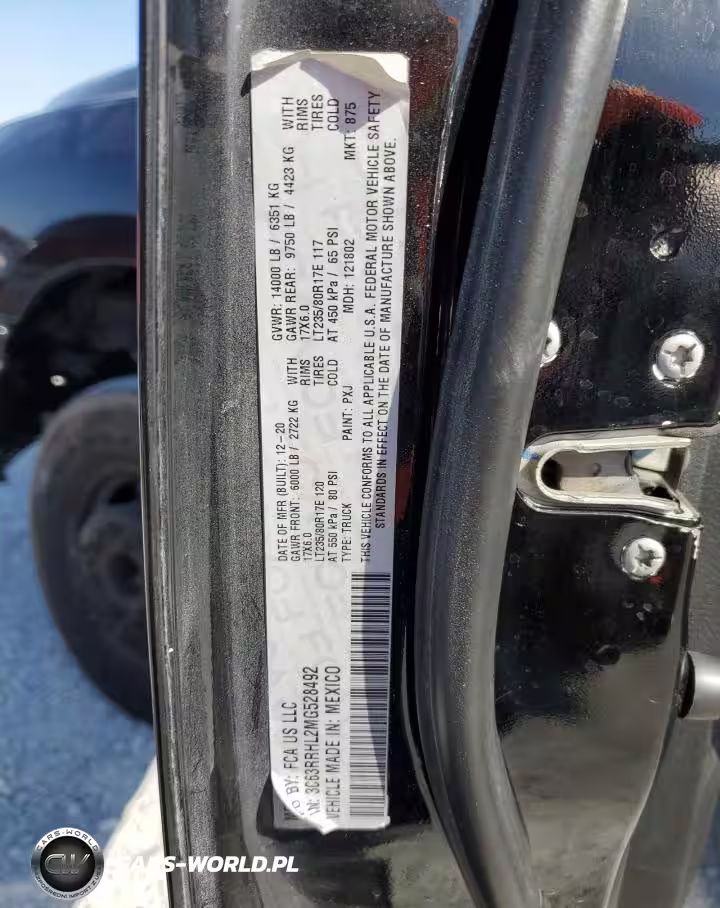 DATE OF MFR (BUILT): 12-20
GVWR: 14000 LB / 6351 KG
GAWR FRONT: 6000 LB / 2722 KG WITH
GAWR REAR: 9750 LB / 4423 KG WITH
17X6.0 RIMS
17X6.0 RIMS
LT235/80R17E 120 TIRES
LT235/80R17E 117 TIRES
AT 550 kPa / 80 PSI COLD
AT 450 kPa / 65 PSI COLD
TYPE: TRUCK PAINT: PXJ MDH: 121802 MKT: 875
THIS VEHICLE CONFORMS TO ALL APPLICABLE U.S.A. FEDERAL MOTOR VEHICLE SAFETY
STANDARDS IN EFFECT ON THE DATE OF MANUFACTURE SHOWN ABOVE.
BY: FCA US LLC
3C63RRHL2MG528492
VEHICLE MADE IN: MEXICO
CARS-WORLD
CW
CARS-WORLD.PL